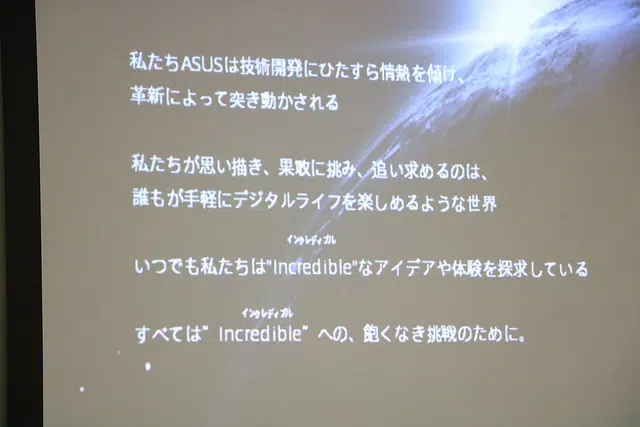 私たちASUSは技術開発にひたすら情熱を傾け、
革新によって突き動かされる
私たちが思い描き、果敢に挑み、追い求めるのは、
誰もが手軽にデジタルライフを楽しめるような世界
インクレディブル
いつでも私たちは"Incredible"なアイデアや体験を探求している
インクレディブル
すべては"Incredible"への、飽くなき挑戦のために。